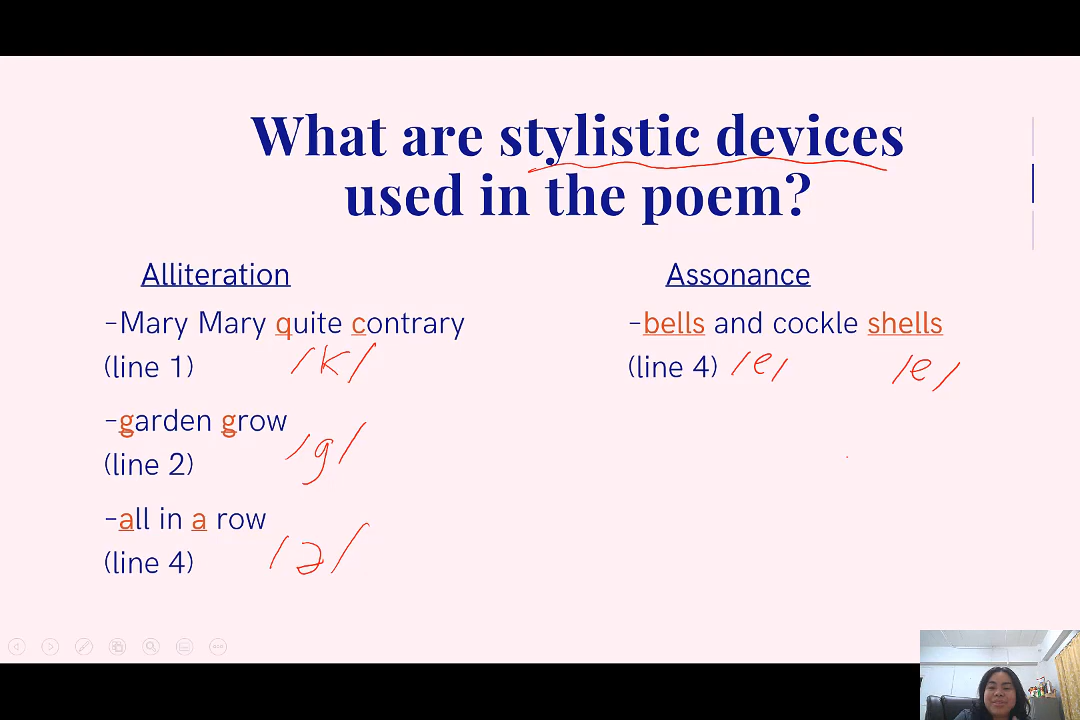 What are stylistic devices
used in the poem?
Alliteration
-Mary Mary quite contrary
(line 1) /k/
-garden grow
(line 2) /g/
-all in a row
(line 4) /ə/
Assonance
-bells and cockle shells
(line 4) /e/ /e/